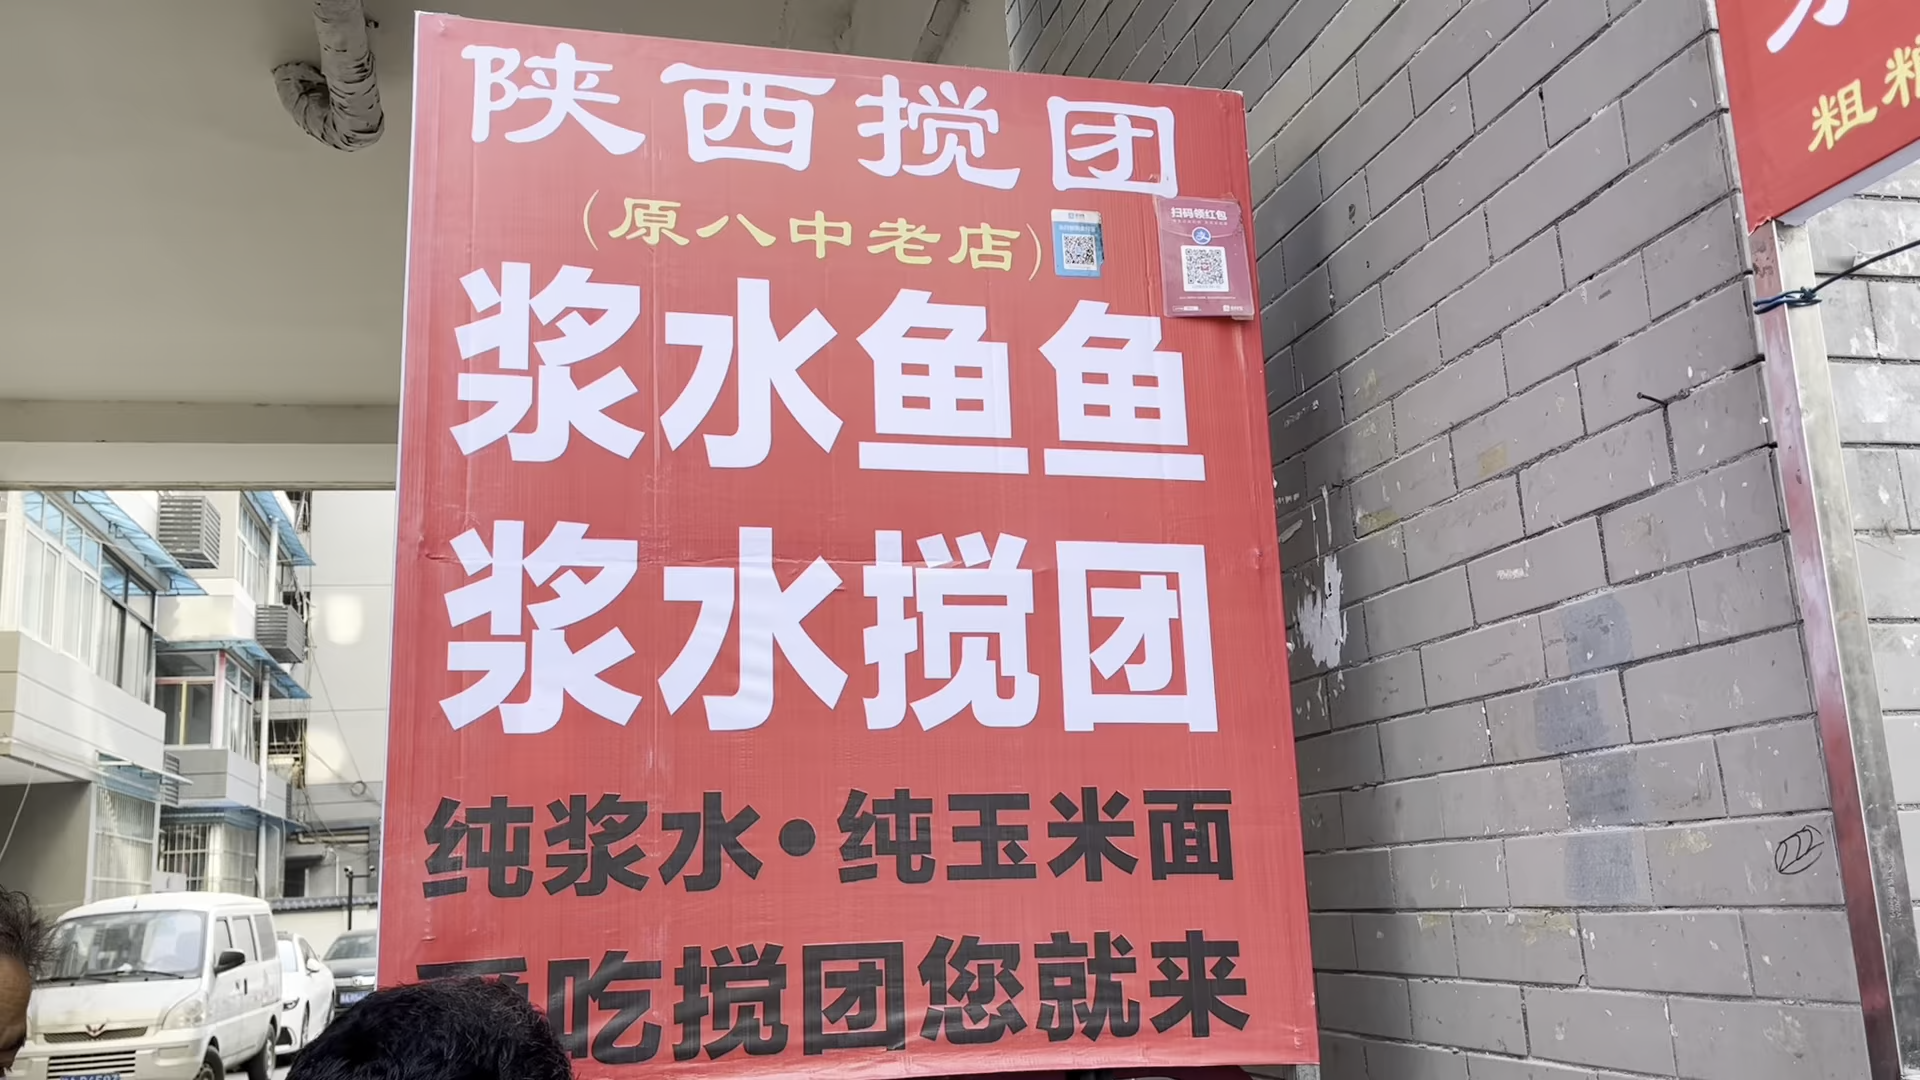 陕西搅团
(原八中老店)
扫码领红包
浆水鱼鱼
浆水搅团
纯浆水·纯玉米面
吃搅团您就来
粗粮